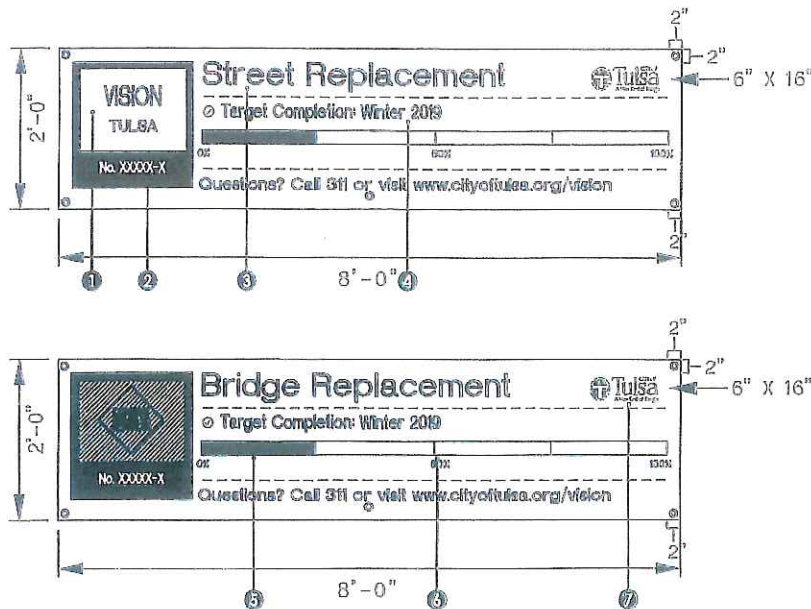 2"
2"
Street Replacement
Tulsa
6" X 16"
VISION
TULSA
Target Completion: Winter 2019
2'-0"
0%
100%
No. XXXXX-X
Questions? Call 311 or visit www.cityoftulsa.org/vision
2"
8'-0"
1 2 3 4
2"
2"
Bridge Replacement
Tulsa
6" X 16"
Target Completion: Winter 2019
2'-0"
0%
100%
No. XXXXX-X
Questions? Call 311 or visit www.cityoftulsa.org/vision
2"
8'-0"
5 6 7